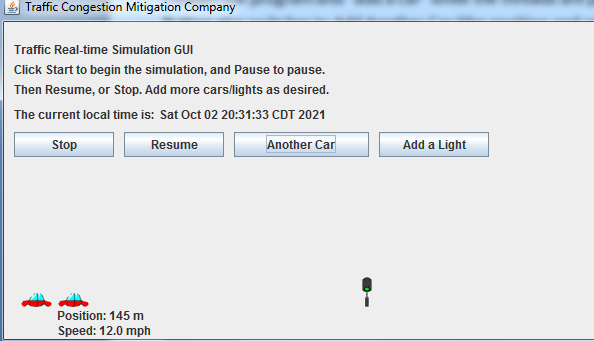 Traffic Congestion Mitigation Company
Traffic Real-time Simulation GUI
Click Start to begin the simulation, and Pause to pause.
Then Resume, or Stop. Add more cars/lights as desired.
The current local time is: Sat Oct 02 20:31:33 CDT 2021
Stop Resume Another Car Add a Light
Position: 145 m
Speed: 12.0 mph